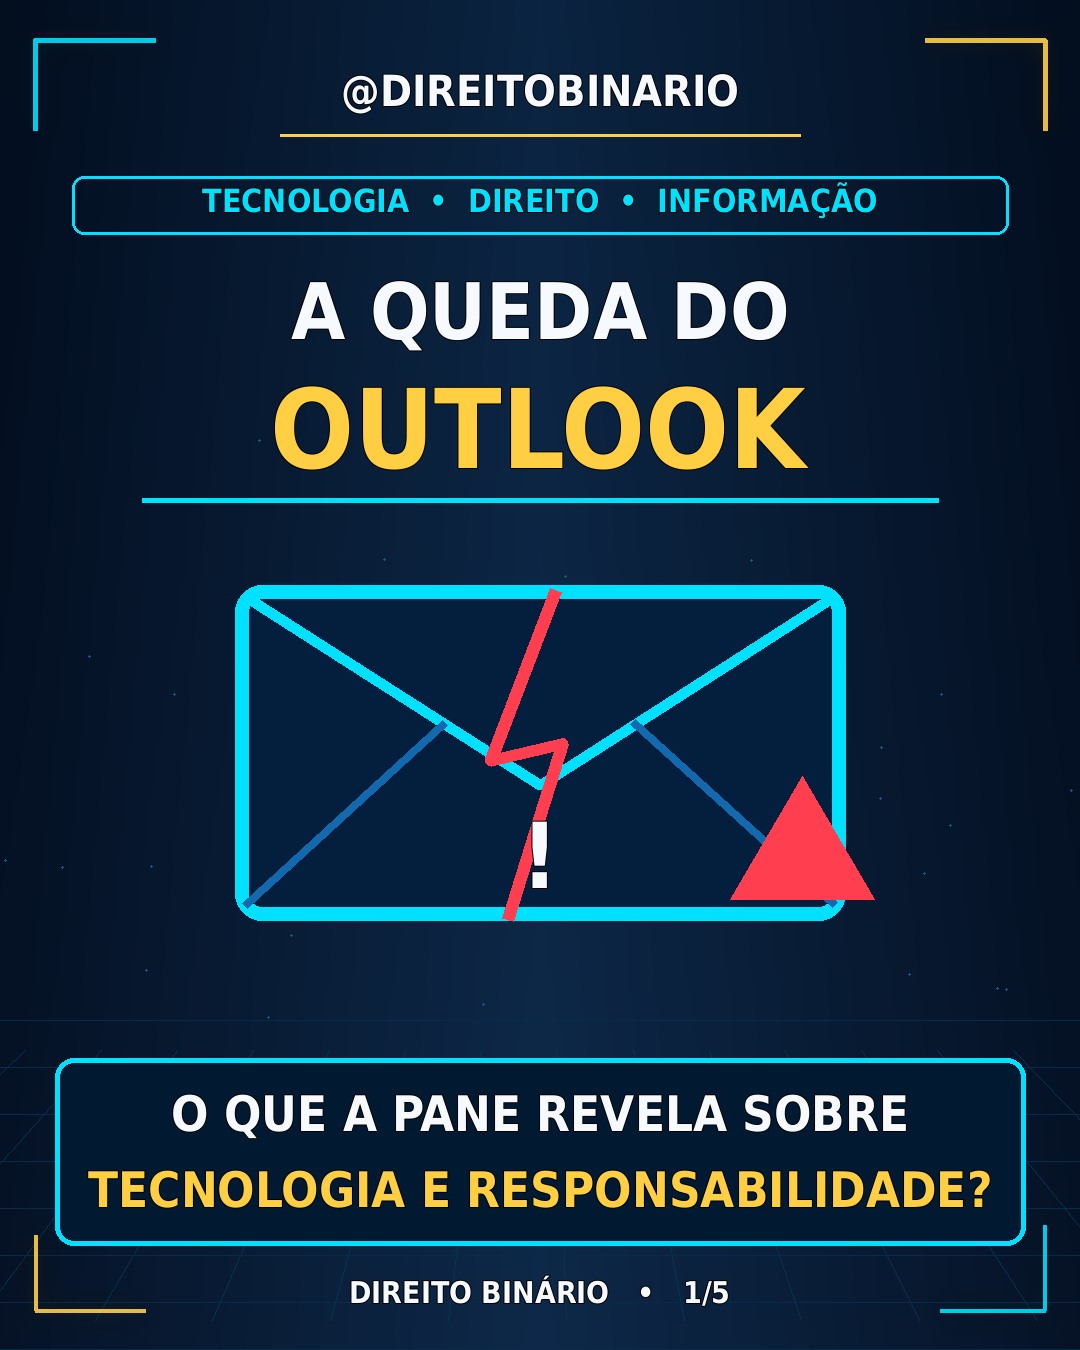 @DIREITOBINARIO
TECNOLOGIA • DIREITO • INFORMAÇÃO
A QUEDA DO
OUTLOOK
!
O QUE A PANE REVELA SOBRE
TECNOLOGIA E RESPONSABILIDADE?
DIREITO BINÁRIO • 1/5